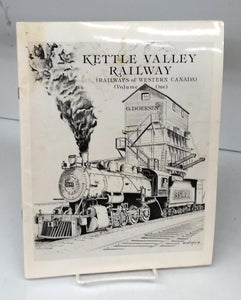 KETTLE VALLEY
RAILWAY
(RAILWAYS of WESTERN CANADA)
(Volume One)
G. DOEKSEN